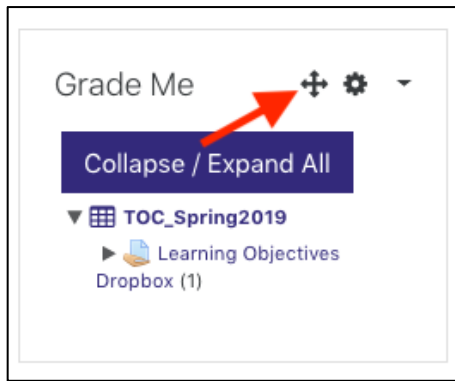 Grade Me
Collapse / Expand All
TOC_Spring2019
Learning Objectives
Dropbox (1)